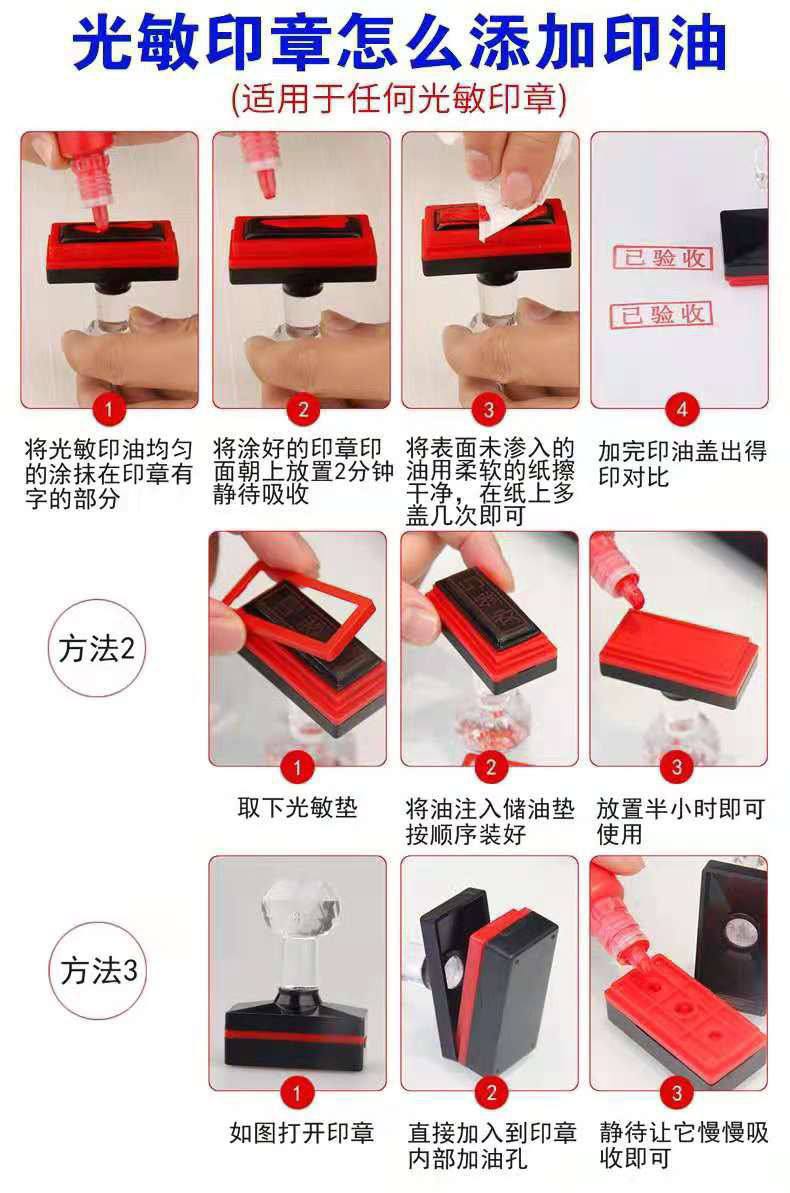 光敏印章怎么添加印油
(适用于任何光敏印章)
已验收
已验收
1
2
3
4
将光敏印油均匀
的涂抹在印章有
字的部分
将涂好的印章印
面朝上放置2分钟
静待吸收
将表面未渗入的
油用柔软的纸擦
干净，在纸上多
盖几次即可
加完印油盖出得
印对比
方法2
1
2
3
取下光敏垫
将油注入储油垫
按顺序装好
放置半小时即可
使用
方法3
1
2
3
如图打开印章
直接加入到印章
内部加油孔
静待让它慢慢吸
收即可